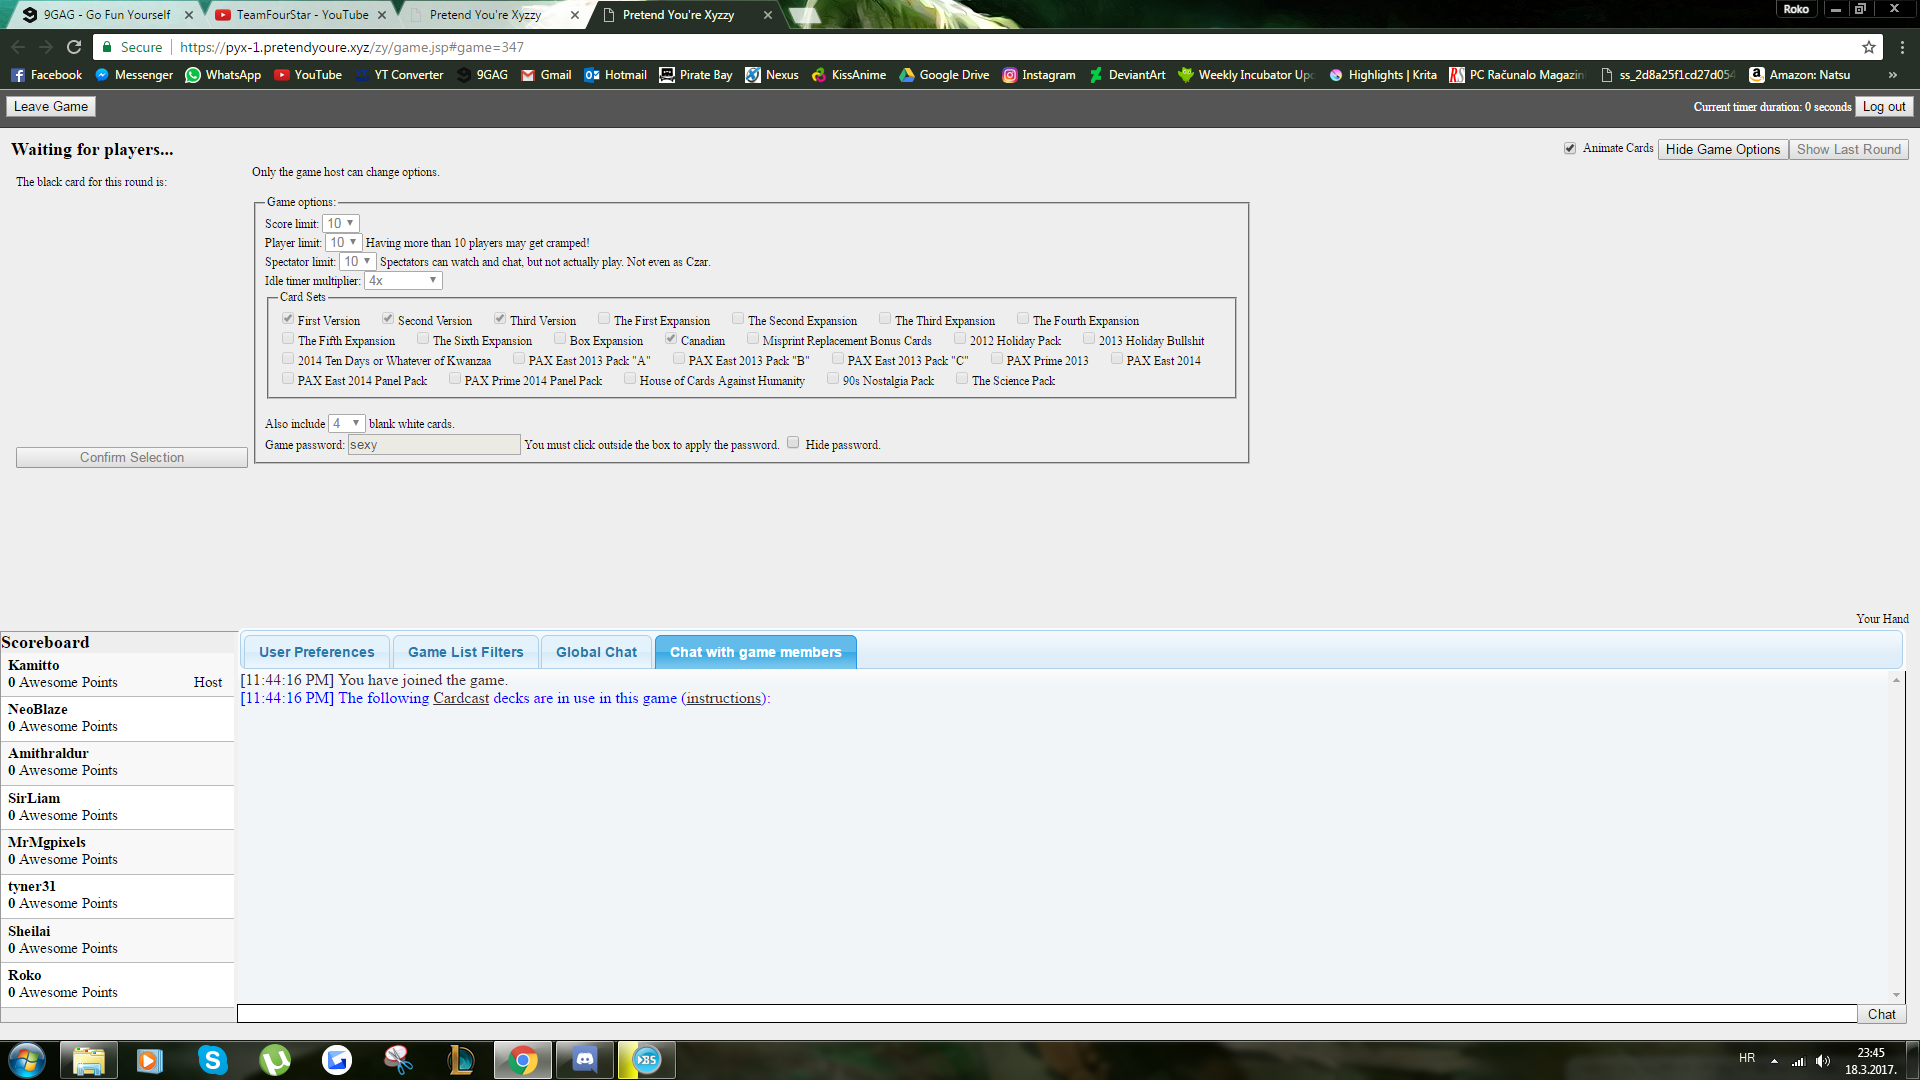 9GAG - Go Fun Yourself
TeamFourStar - YouTube
Pretend You're Xyzzy
Pretend You're Xyzzy
Roko
Secure
https://pyx-1.pretendyoure.xyz/zy/game.jsp#game=347
Facebook
Messenger
WhatsApp
YouTube
YT Converter
9GAG
Gmail
Hotmail
Pirate Bay
Nexus
KissAnime
Google Drive
Instagram
DeviantArt
Weekly Incubator Up
Highlights | Krita
PC Računalo Magazin
ss_2d8a25f1cd27d054
Amazon: Natsu
»
Leave Game
Current timer duration: 0 seconds
Log out
Waiting for players...
Animate Cards
Hide Game Options
Show Last Round
The black card for this round is:
Only the game host can change options.
Game options:
Score limit: 10
Player limit: 10 Having more than 10 players may get cramped!
Spectator limit: 10 Spectators can watch and chat, but not actually play. Not even as Czar.
Idle timer multiplier: 4x
Card Sets
First Version Second Version Third Version The First Expansion The Second Expansion The Third Expansion The Fourth Expansion
The Fifth Expansion The Sixth Expansion Box Expansion Canadian Misprint Replacement Bonus Cards 2012 Holiday Pack 2013 Holiday Bullshit
2014 Ten Days or Whatever of Kwanzaa PAX East 2013 Pack "A" PAX East 2013 Pack "B" PAX East 2013 Pack "C" PAX Prime 2013 PAX East 2014
PAX East 2014 Panel Pack PAX Prime 2014 Panel Pack House of Cards Against Humanity 90s Nostalgia Pack The Science Pack
Also include 4 blank white cards.
Game password: sexy You must click outside the box to apply the password. Hide password.
Confirm Selection
Your Hand
Scoreboard
Kamitto
0 Awesome Points Host
NeoBlaze
0 Awesome Points
Amithraldur
0 Awesome Points
SirLiam
0 Awesome Points
MrMgpixels
0 Awesome Points
tyner31
0 Awesome Points
Sheilai
0 Awesome Points
Roko
0 Awesome Points
User Preferences
Game List Filters
Global Chat
Chat with game members
[11:44:16 PM] You have joined the game.
[11:44:16 PM] The following Cardcast decks are in use in this game (instructions):
Chat
BS
HR
23:45
18.3.2017.